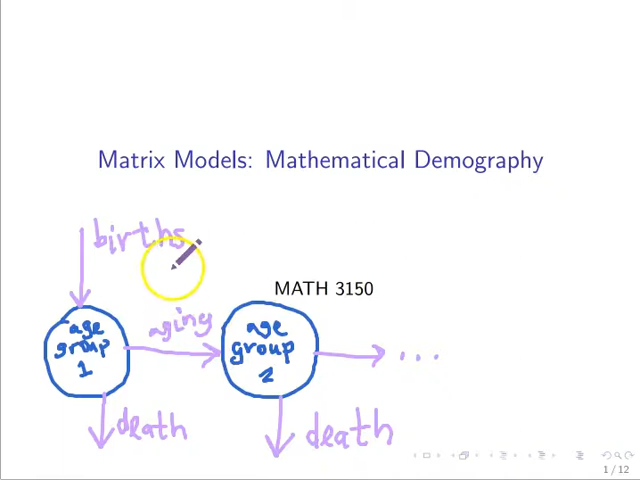 Matrix Models: Mathematical Demography
births
MATH 3150
aging
age
group
1
age
group
2
...
death
death
1 / 12